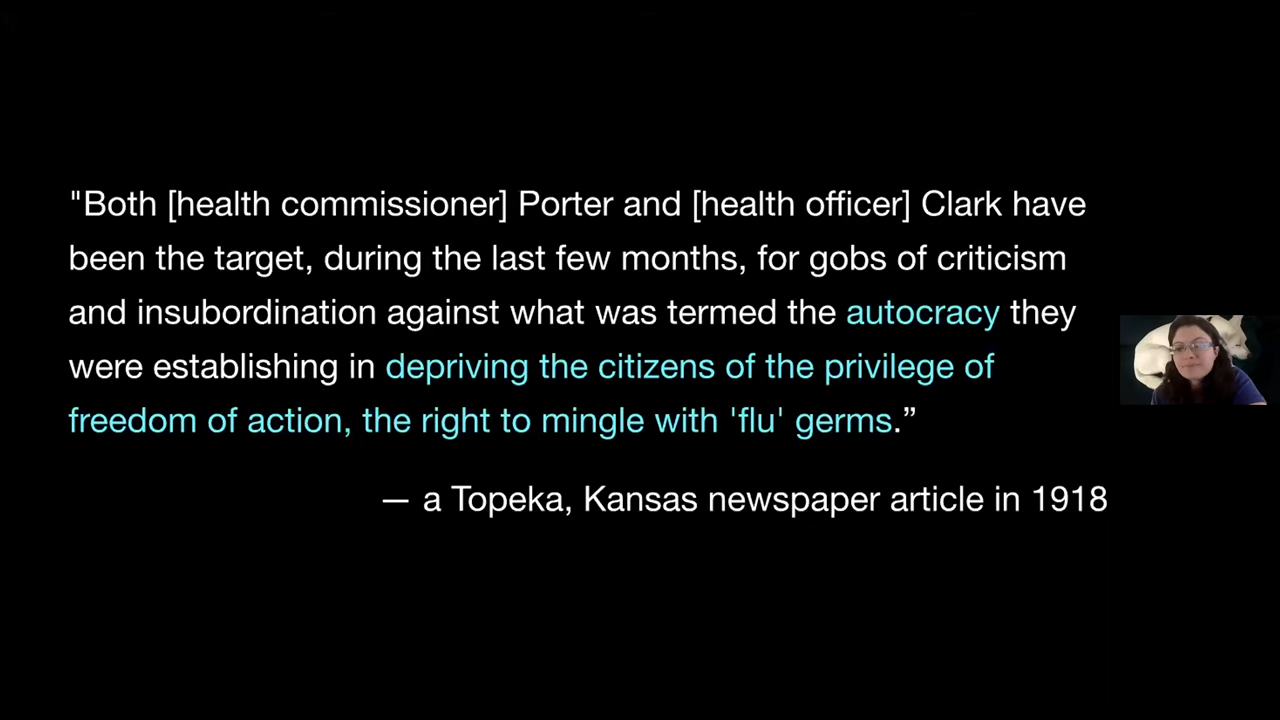 "Both [health commissioner] Porter and [health officer] Clark have
been the target, during the last few months, for gobs of criticism
and insubordination against what was termed the autocracy they
were establishing in depriving the citizens of the privilege of
freedom of action, the right to mingle with 'flu' germs.”
— a Topeka, Kansas newspaper article in 1918